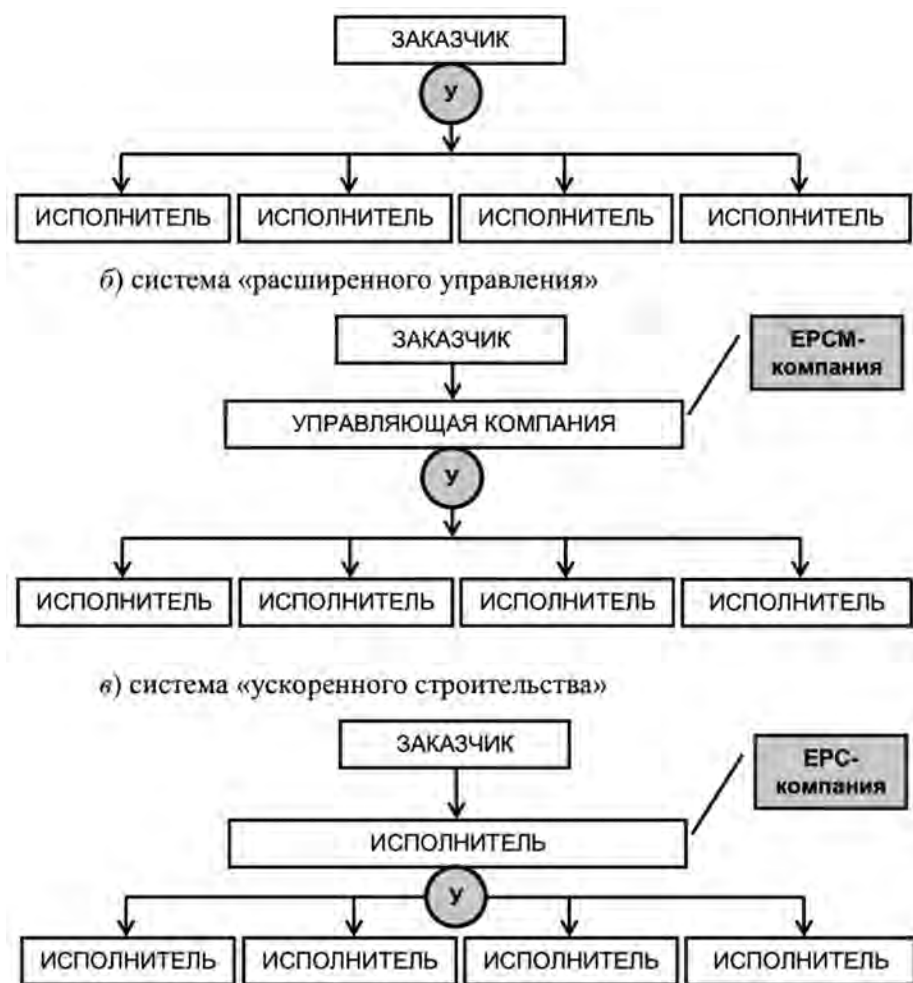 ЗАКАЗЧИК
У
ИСПОЛНИТЕЛЬ ИСПОЛНИТЕЛЬ ИСПОЛНИТЕЛЬ ИСПОЛНИТЕЛЬ
б) система «расширенного управления»
ЗАКАЗЧИК
EPCM-
компания
УПРАВЛЯЮЩАЯ КОМПАНИЯ
У
ИСПОЛНИТЕЛЬ ИСПОЛНИТЕЛЬ ИСПОЛНИТЕЛЬ ИСПОЛНИТЕЛЬ
в) система «ускоренного строительства»
ЗАКАЗЧИК
EPC-
компания
ИСПОЛНИТЕЛЬ
У
ИСПОЛНИТЕЛЬ ИСПОЛНИТЕЛЬ ИСПОЛНИТЕЛЬ ИСПОЛНИТЕЛЬ